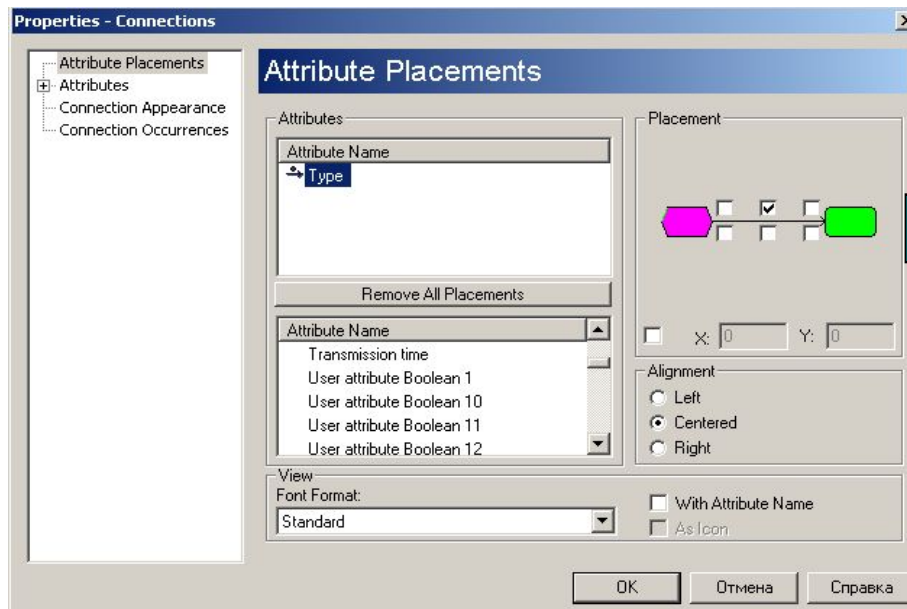 Properties - Connections
Attribute Placements
Attributes
Connection Appearance
Connection Occurrences
Attribute Placements
Attributes
Attribute Name
Type
Remove All Placements
Attribute Name
Transmission time
User attribute Boolean 1
User attribute Boolean 10
User attribute Boolean 11
User attribute Boolean 12
Placement
X: 0 Y: 0
Alignment
Left
Centered
Right
View
Font Format:
Standard
With Attribute Name
As Icon
OK Отмена Справка